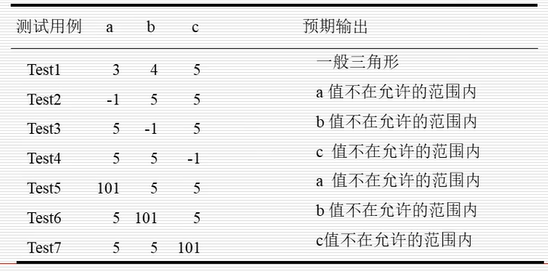 测试用例 a b c 预期输出
Test1 3 4 5 一般三角形
Test2 -1 5 5 a 值不在允许的范围内
Test3 5 -1 5 b 值不在允许的范围内
Test4 5 5 -1 c 值不在允许的范围内
Test5 101 5 5 a 值不在允许的范围内
Test6 5 101 5 b 值不在允许的范围内
Test7 5 5 101 c值不在允许的范围内